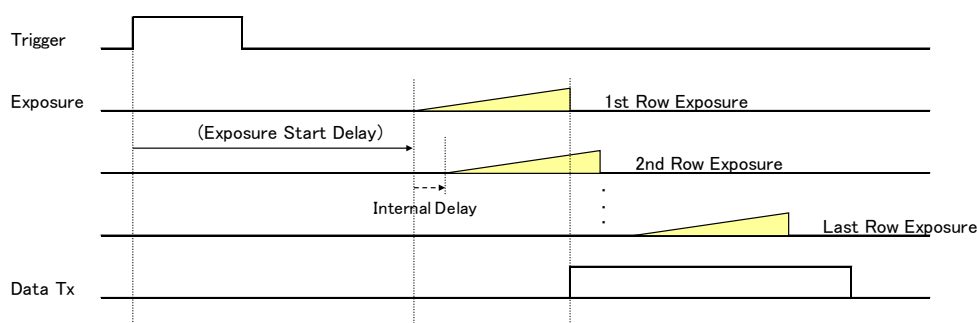 Trigger
Exposure
1st Row Exposure
(Exposure Start Delay)
2nd Row Exposure
Internal Delay
Last Row Exposure
Data Tx